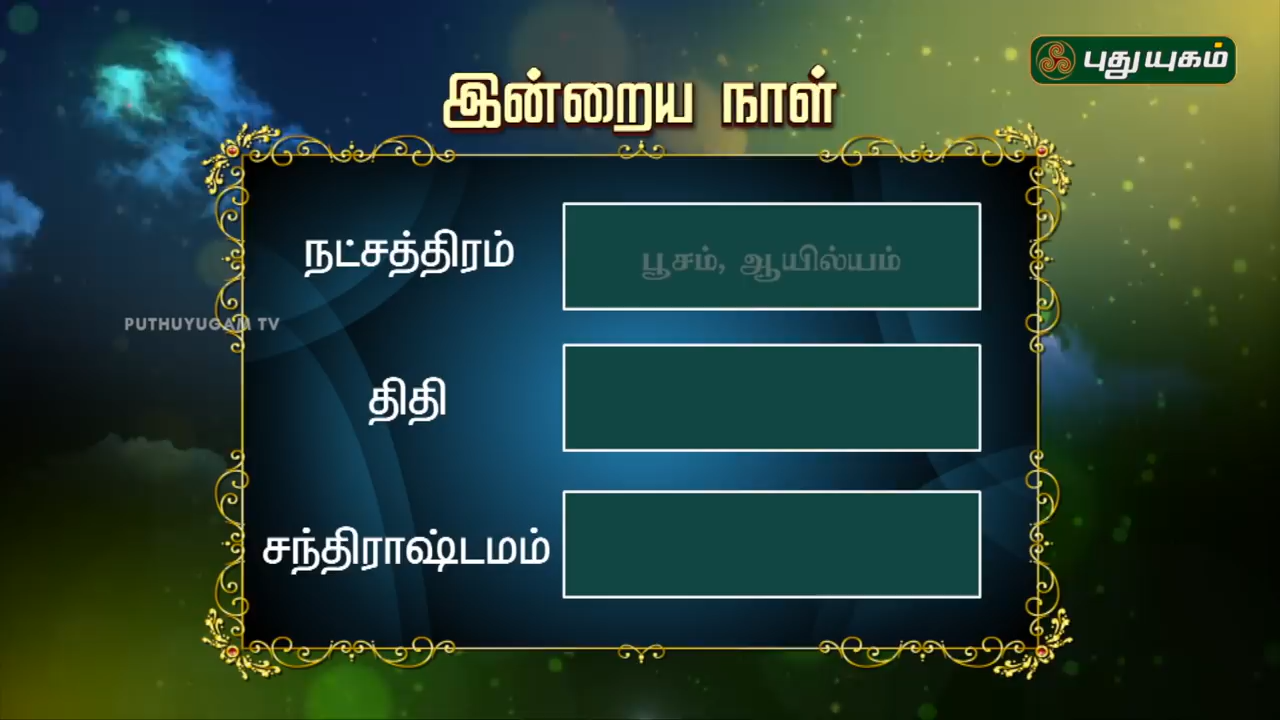 புதுயுகம்
இன்றைய நாள்
நட்சத்திரம்
பூசம், ஆயில்யம்
PUTHUYUGAM TV
திதி
சந்திராஷ்டமம்